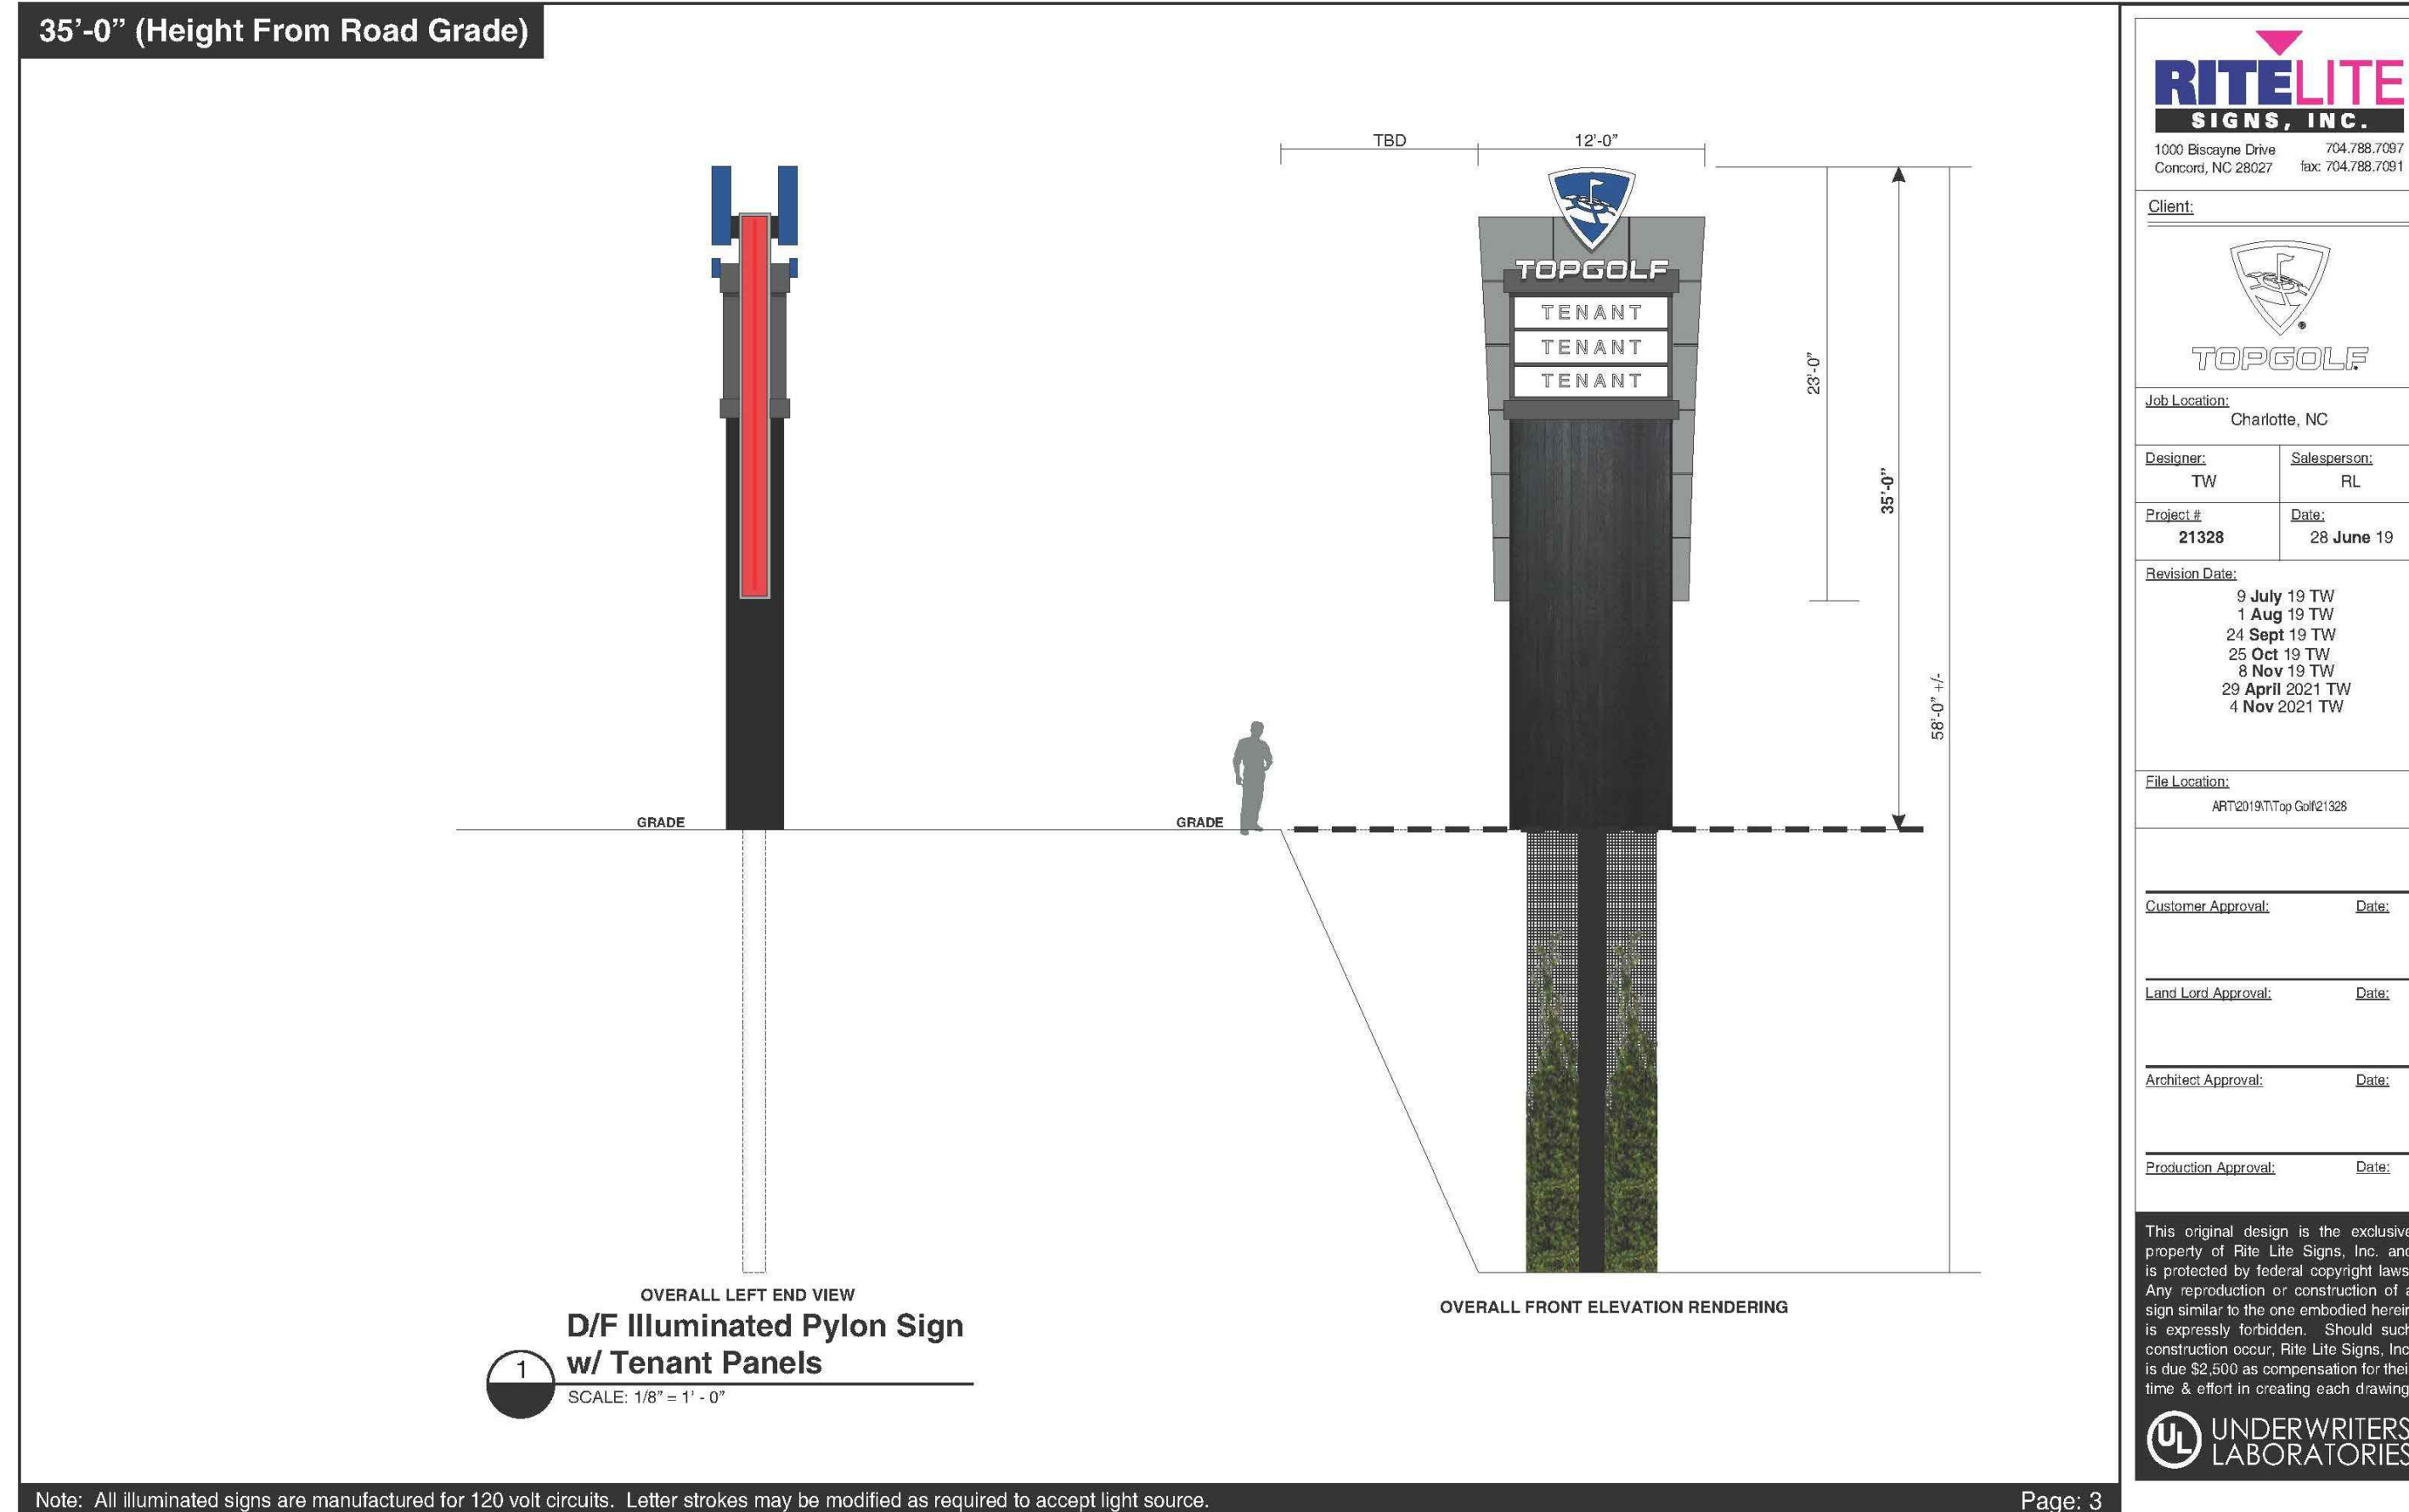 35'-0" (Height From Road Grade)
TBD
12'-0"
TOPGOLF
TENANT
TENANT
TENANT
23'-0"
35'-0"
58'-0" +/-
GRADE
GRADE
OVERALL LEFT END VIEW
D/F Illuminated Pylon Sign
w/ Tenant Panels
1
SCALE: 1/8" = 1' - 0"
OVERALL FRONT ELEVATION RENDERING
Note: All illuminated signs are manufactured for 120 volt circuits. Letter strokes may be modified as required to accept light source.
Page: 3
RITELITE
SIGNS, INC.
1000 Biscayne Drive 704.788.7097
Concord, NC 28027 fax: 704.788.7091
Client:
®
TOPGOLF
Job Location:
Charlotte, NC
Designer: Salesperson:
TW RL
Project # Date:
21328 28 June 19
Revision Date:
9 July 19 TW
1 Aug 19 TW
24 Sept 19 TW
25 Oct 19 TW
8 Nov 19 TW
29 April 2021 TW
4 Nov 2021 TW
File Location:
ART\2019\T\Top Golf\21328
Customer Approval: Date:
Land Lord Approval: Date:
Architect Approval: Date:
Production Approval: Date:
This original design is the exclusive
property of Rite Lite Signs, Inc. and
is protected by federal copyright laws.
Any reproduction or construction of a
sign similar to the one embodied herein
is expressly forbidden. Should such
construction occur, Rite Lite Signs, Inc.
is due $2,500 as compensation for their
time & effort in creating each drawing.
UL UNDERWRITERS
LABORATORIES